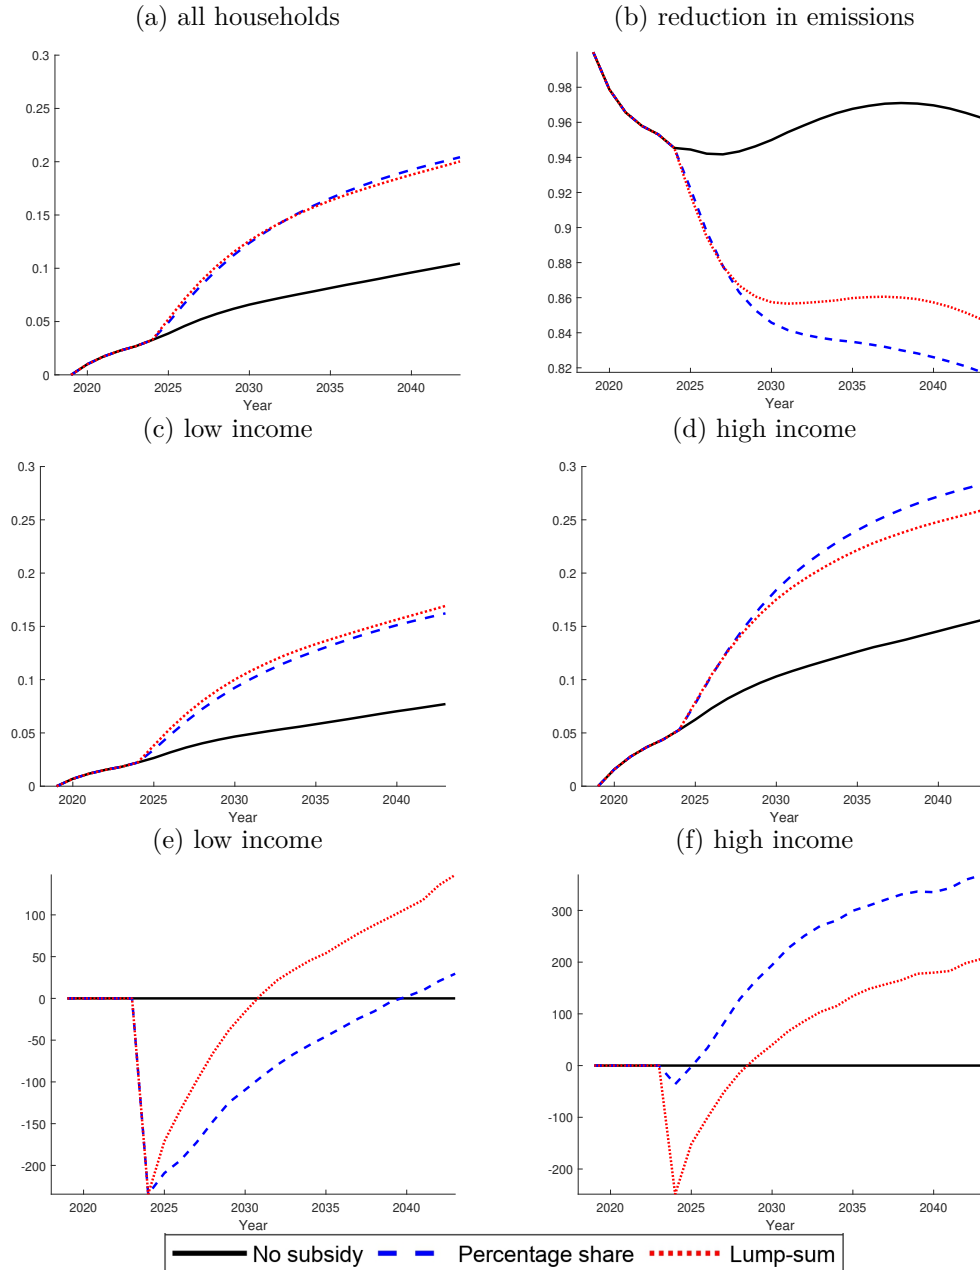 (a) all households
(b) reduction in emissions
0.3
0.25
0.2
0.15
0.1
0.05
0
2020 2025 2030 2035 2040
Year
0.98
0.96
0.94
0.92
0.9
0.88
0.86
0.84
0.82
2020 2025 2030 2035 2040
Year
(c) low income
(d) high income
0.3
0.25
0.2
0.15
0.1
0.05
0
2020 2025 2030 2035 2040
Year
0.3
0.25
0.2
0.15
0.1
0.05
0
2020 2025 2030 2035 2040
Year
(e) low income
(f) high income
100
50
0
-50
-100
-150
-200
2020 2025 2030 2035 2040
Year
300
200
100
0
-100
-200
2020 2025 2030 2035 2040
Year
No subsidy Percentage share Lump-sum